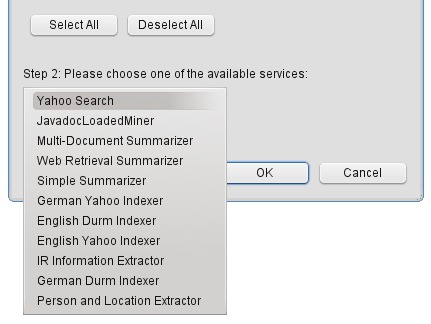 Select All Deselect All
Step 2: Please choose one of the available services:
Yahoo Search
JavadocLoadedMiner
Multi-Document Summarizer
Web Retrieval Summarizer
Simple Summarizer
German Yahoo Indexer
English Durm Indexer
English Yahoo Indexer
IR Information Extractor
German Durm Indexer
Person and Location Extractor
OK Cancel